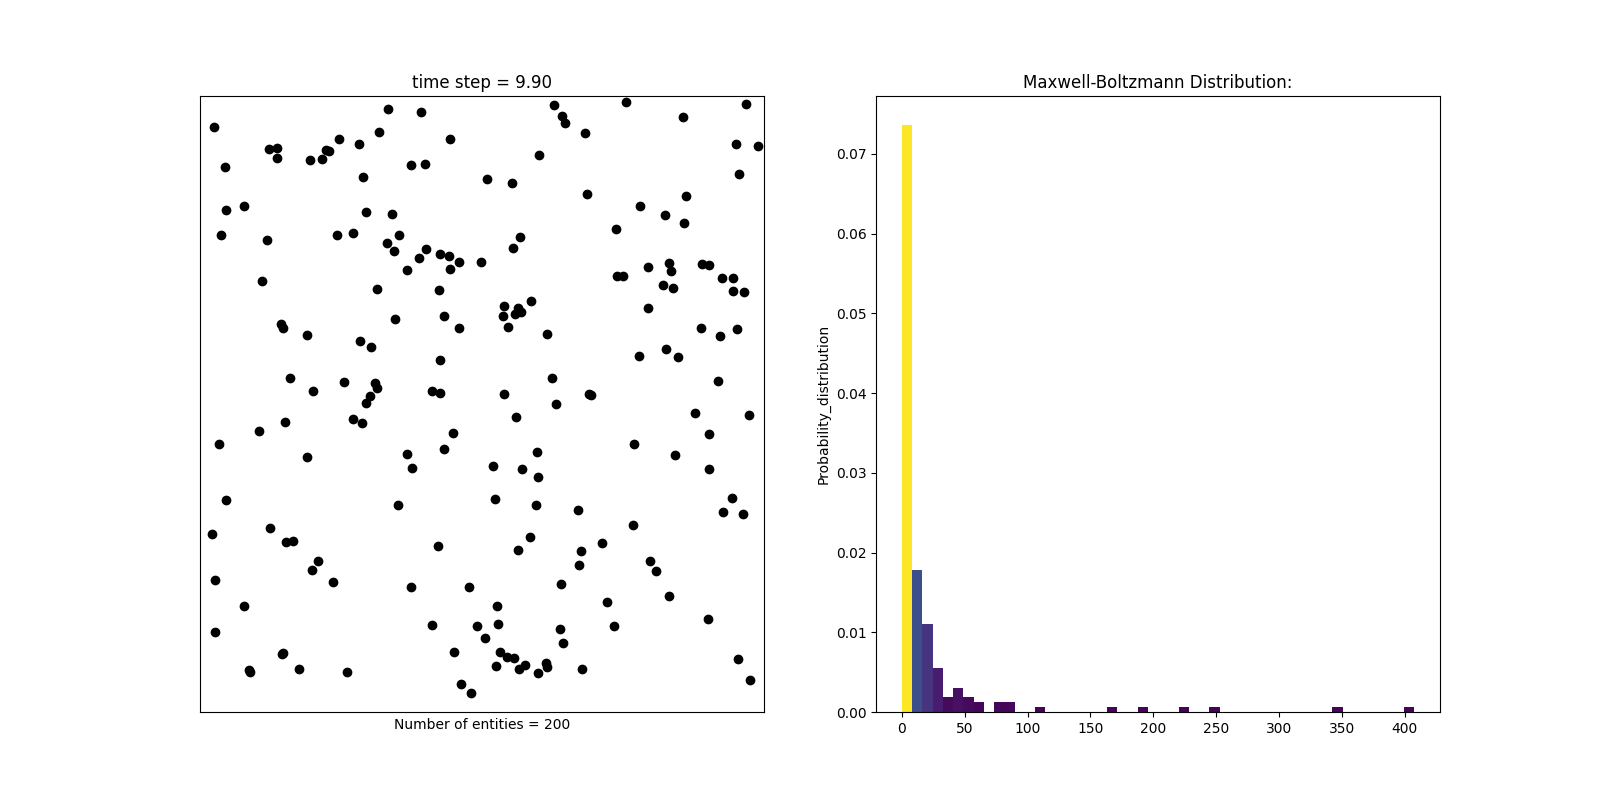 time step = 9.90
Number of entities = 200
Maxwell-Boltzmann Distribution:
Probability_distribution
0.07
0.06
0.05
0.04
0.03
0.02
0.01
0.00
0 50 100 150 200 250 300 350 400